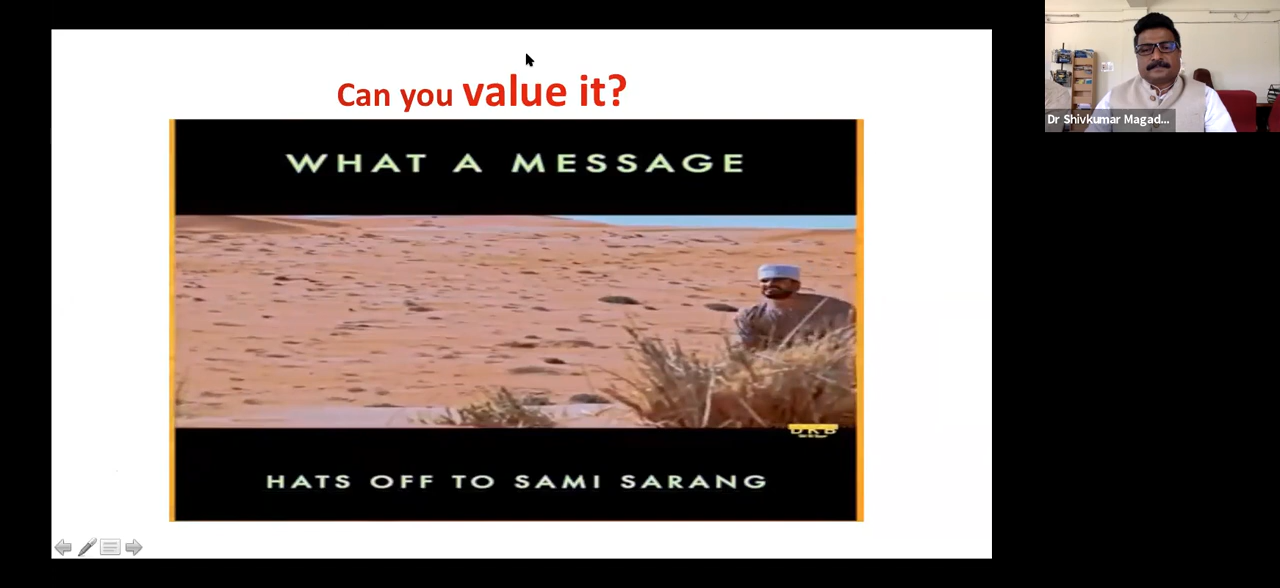 Can you value it?
WHAT A MESSAGE
HATS OFF TO SAMI SARANG
Dr Shivkumar Magad...